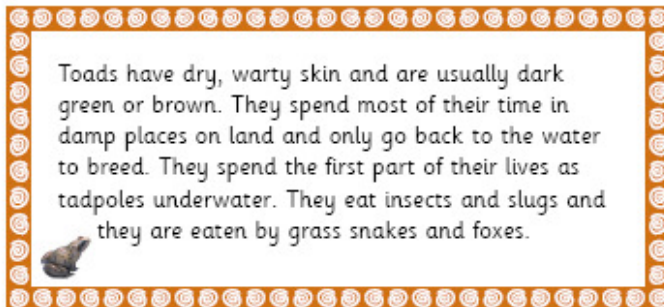 Toads have dry, warty skin and are usually dark
green or brown. They spend most of their time in
damp places on land and only go back to the water
to breed. They spend the first part of their lives as
tadpoles underwater. They eat insects and slugs and
they are eaten by grass snakes and foxes.